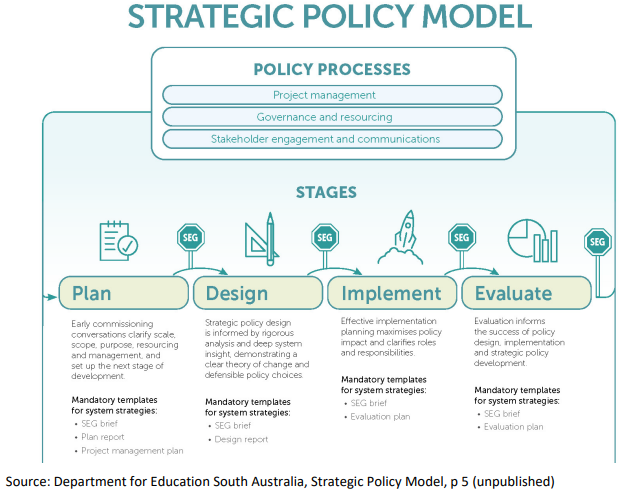 STRATEGIC POLICY MODEL
POLICY PROCESSES
Project management
Governance and resourcing
Stakeholder engagement and communications
STAGES
SEG
SEG
SEG
SEG
Plan
Early commissioning
conversations clarify scale,
scope, purpose, resourcing
and management, and
set up the next stage of
development.
Mandatory templates
for system strategies:
• SEG brief
• Plan report
• Project management plan
Design
Strategic policy design
is informed by rigorous
analysis and deep system
insight, demonstrating a
clear theory of change and
defensible policy choices.
Mandatory templates
for system strategies:
• SEG brief
• Design report
Implement
Effective implementation
planning maximises policy
impact and clarifies roles
and responsibilities.
Mandatory templates
for system strategies:
• SEG brief
• Evaluation plan
Evaluate
Evaluation informs
the success of policy
design, implementation
and strategic policy
development.
Mandatory templates
for system strategies:
• SEG brief
• Evaluation plan
Source: Department for Education South Australia, Strategic Policy Model, p 5 (unpublished)